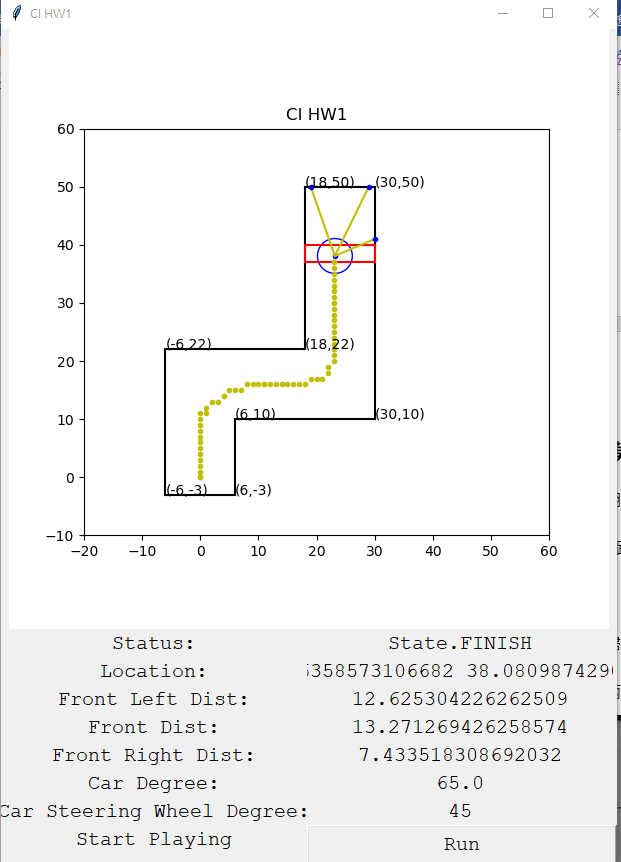 CI HW1
CI HW1
60
50
40
30
20
10
0
−10
−20 −10 0 10 20 30 40 50 60
(18,50) (30,50)
(-6,22) (18,22)
(6,10) (30,10)
(-6,-3) (6,-3)
Status: State.FINISH
Location: 5358573106682 38.080987429
Front Left Dist: 12.625304226262509
Front Dist: 13.271269426258574
Front Right Dist: 7.433518308692032
Car Degree: 65.0
Car Steering Wheel Degree: 45
Start Playing Run